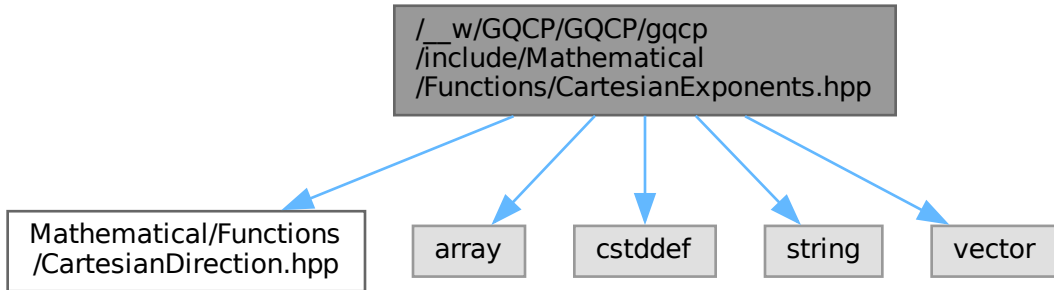 /__w/GQCP/GQCP/gqcp
/include/Mathematical
/Functions/CartesianExponents.hpp
Mathematical/Functions
/CartesianDirection.hpp
array
cstddef
string
vector